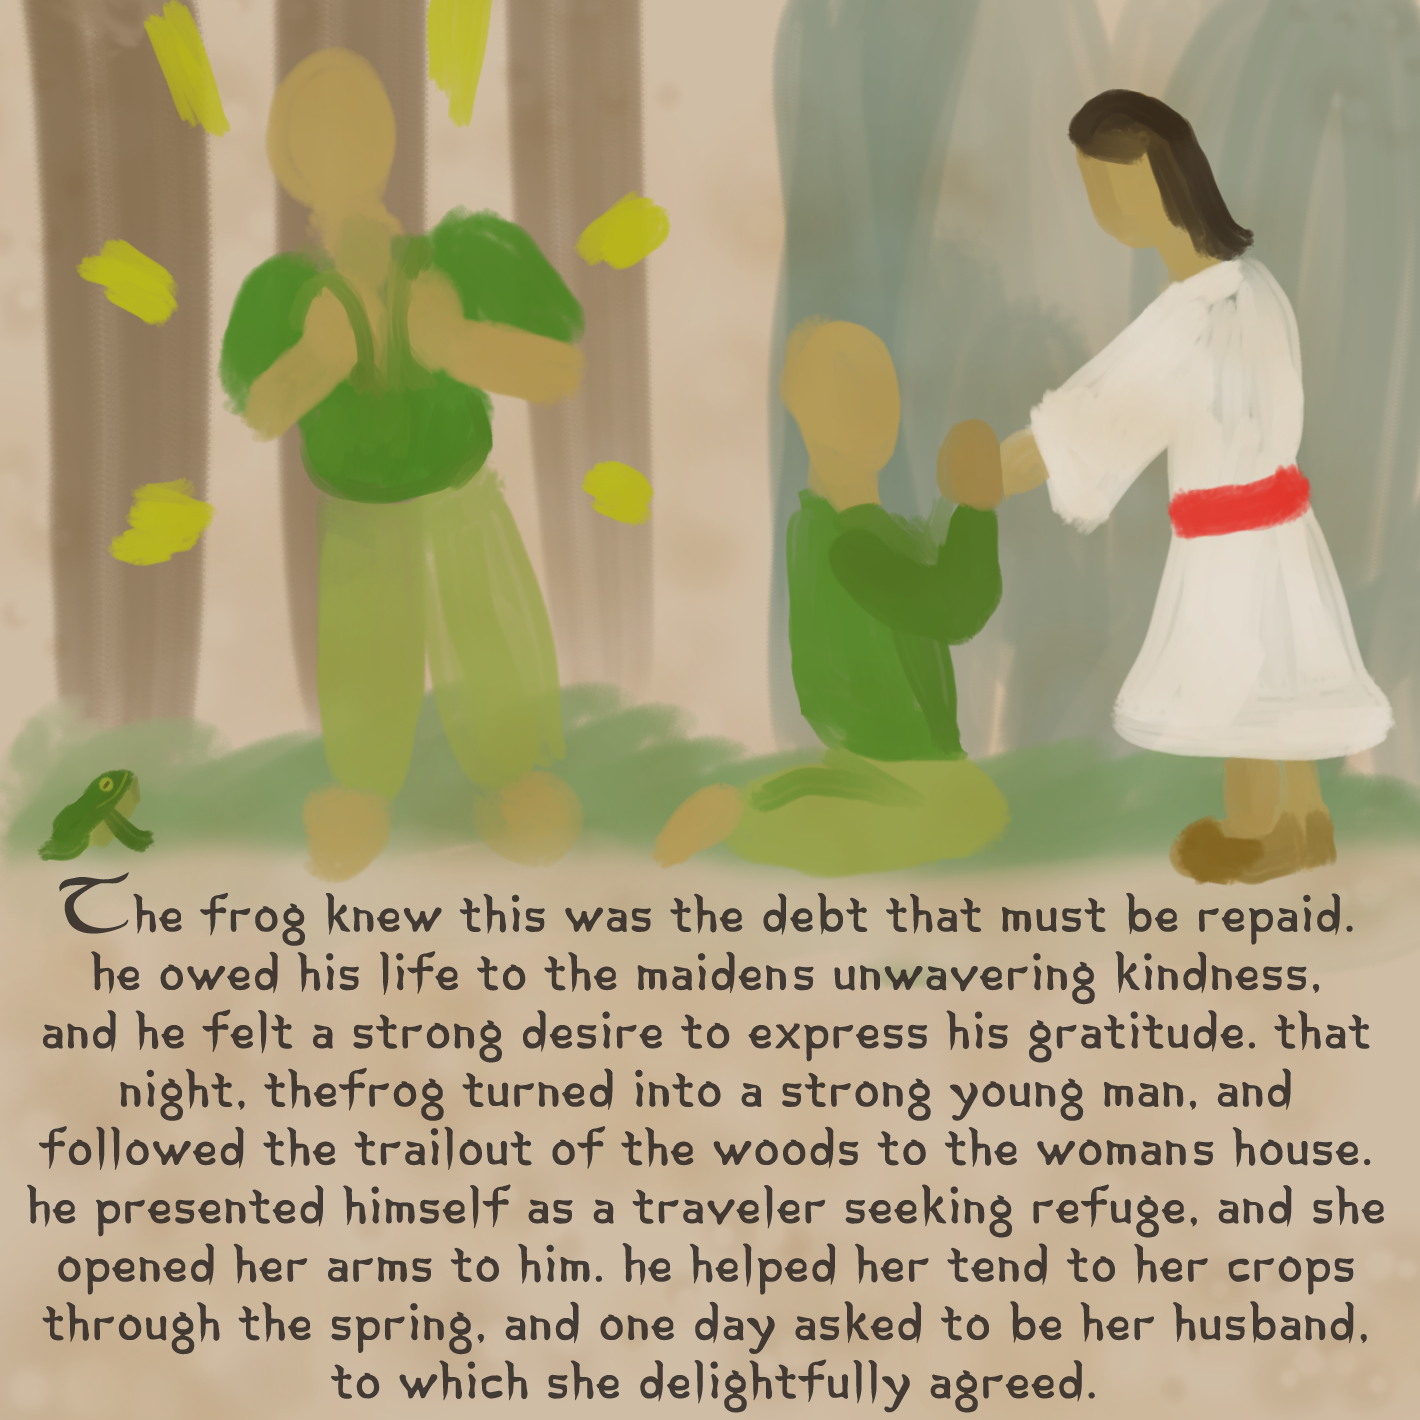 The frog knew this was the debt that must be repaid.
he owed his life to the maidens unwavering kindness,
and he felt a strong desire to express his gratitude. that
night, thefrog turned into a strong young man, and
followed the trailout of the woods to the womans house.
he presented himself as a traveler seeking refuge, and she
opened her arms to him. he helped her tend to her crops
through the spring, and one day asked to be her husband,
to which she delightfully agreed.